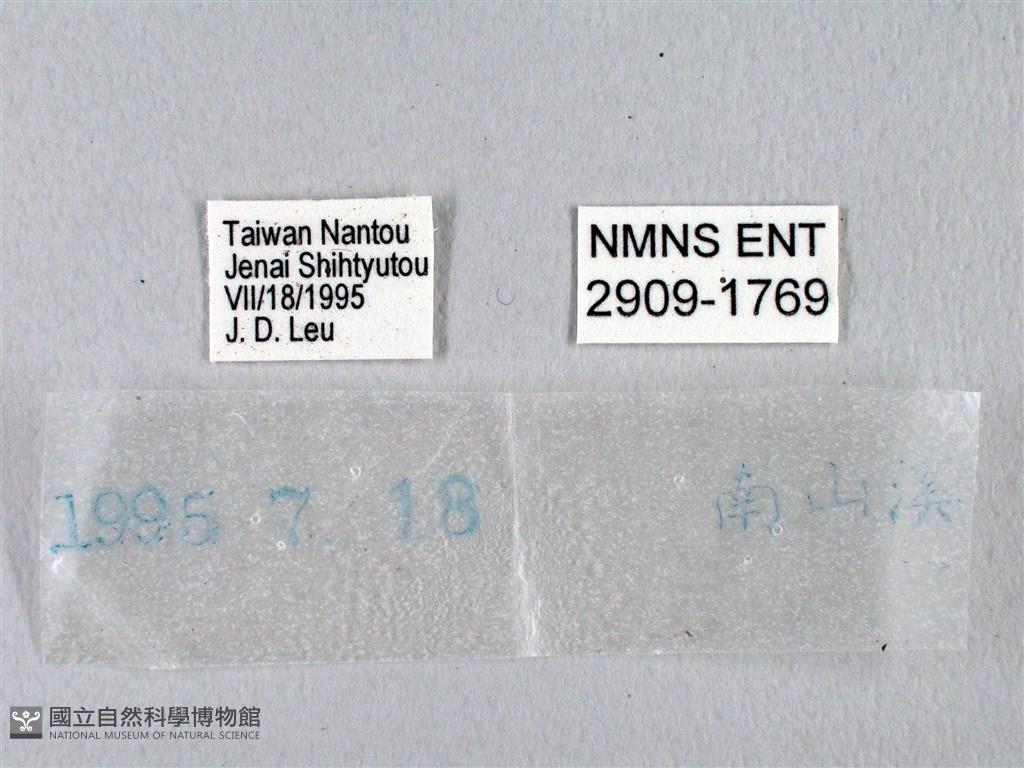 Taiwan Nantou
Jenai Shihtyutou
VII/18/1995
J. D. Leu
NMNS ENT
2909-1769
1995 7. 18
南山溪
國立自然科學博物館
NATIONAL MUSEUM OF NATURAL SCIENCE